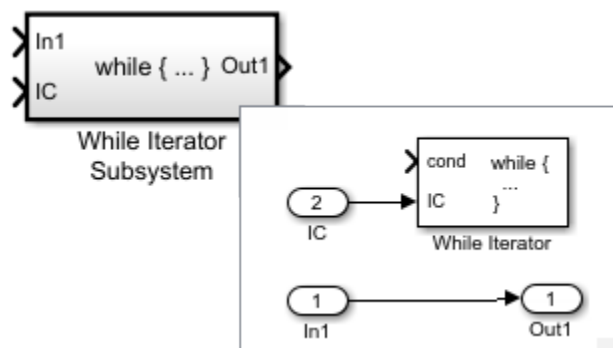 In1
while { ... } Out1
IC
While Iterator
Subsystem
cond while {
...
IC }
2
IC
While Iterator
1
In1
1
Out1